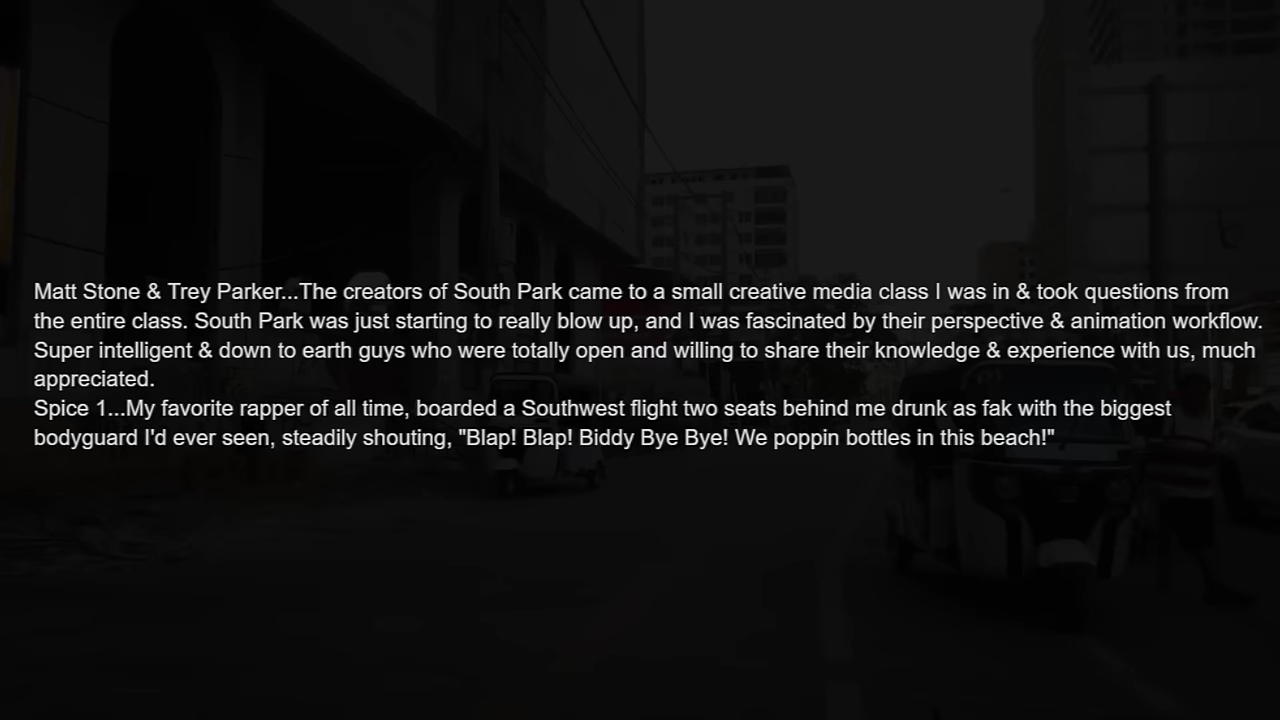 Matt Stone & Trey Parker...The creators of South Park came to a small creative media class I was in & took questions from
the entire class. South Park was just starting to really blow up, and I was fascinated by their perspective & animation workflow.
Super intelligent & down to earth guys who were totally open and willing to share their knowledge & experience with us, much
appreciated.
Spice 1...My favorite rapper of all time, boarded a Southwest flight two seats behind me drunk as fak with the biggest
bodyguard I'd ever seen, steadily shouting, "Blap! Blap! Biddy Bye Bye! We poppin bottles in this beach!"